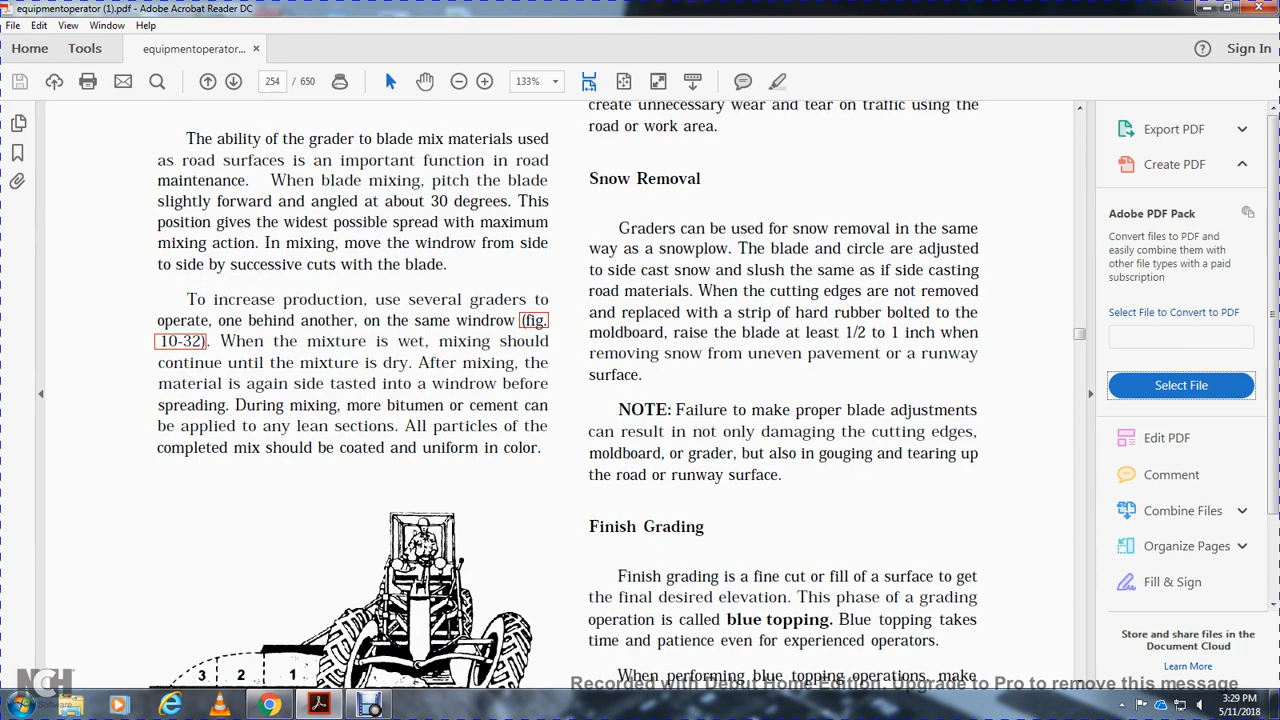 equipmentoperator (1).pdf - Adobe Acrobat Reader DC
File Edit View Window Help
Home Tools equipmentoperator... × Sign In
254 / 650 133%
The ability of the grader to blade mix materials used
as road surfaces is an important function in road
maintenance. When blade mixing, pitch the blade
slightly forward and angled at about 30 degrees. This
position gives the widest possible spread with maximum
mixing action. In mixing, move the windrow from side
to side by successive cuts with the blade.
To increase production, use several graders to
operate, one behind another, on the same windrow (fig.
10-32). When the mixture is wet, mixing should
continue until the mixture is dry. After mixing, the
material is again side tasted into a windrow before
spreading. During mixing, more bitumen or cement can
be applied to any lean sections. All particles of the
completed mix should be coated and uniform in color.
3 2 1
create unnecessary wear and tear on traffic using the
road or work area.
Snow Removal
Graders can be used for snow removal in the same
way as a snowplow. The blade and circle are adjusted
to side cast snow and slush the same as if side casting
road materials. When the cutting edges are not removed
and replaced with a strip of hard rubber bolted to the
moldboard, raise the blade at least 1/2 to 1 inch when
removing snow from uneven pavement or a runway
surface.
NOTE: Failure to make proper blade adjustments
can result in not only damaging the cutting edges,
moldboard, or grader, but also in gouging and tearing up
the road or runway surface.
Finish Grading
Finish grading is a fine cut or fill of a surface to get
the final desired elevation. This phase of a grading
operation is called blue topping. Blue topping takes
time and patience even for experienced operators.
When performing blue topping operations, make
Export PDF
Create PDF
Adobe PDF Pack
Convert files to PDF and
easily combine them with
other file types with a paid
subscription
Select File to Convert to PDF
Select File
Edit PDF
Comment
Combine Files
Organize Pages
Fill & Sign
Store and share files in the
Document Cloud
Learn More
NCH
Software
Recorded with Debut Home Edition. Upgrade to Pro to remove this message
3:29 PM
5/11/2018